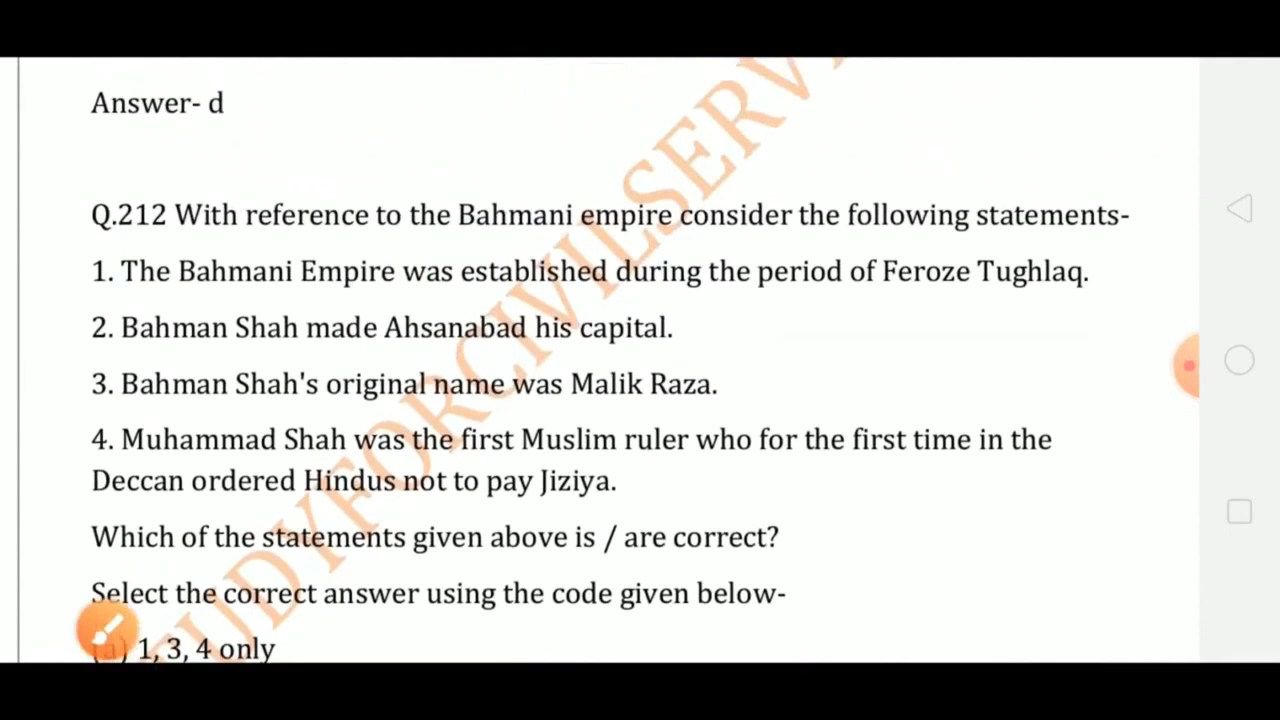 Answer- d
Q.212 With reference to the Bahmani empire consider the following statements-
1. The Bahmani Empire was established during the period of Feroze Tughlaq.
2. Bahman Shah made Ahsanabad his capital.
3. Bahman Shah's original name was Malik Raza.
4. Muhammad Shah was the first Muslim ruler who for the first time in the
Deccan ordered Hindus not to pay Jiziya.
Which of the statements given above is / are correct?
Select the correct answer using the code given below-
(a) 1, 3, 4 only
TUDYFORCIVILSERVI